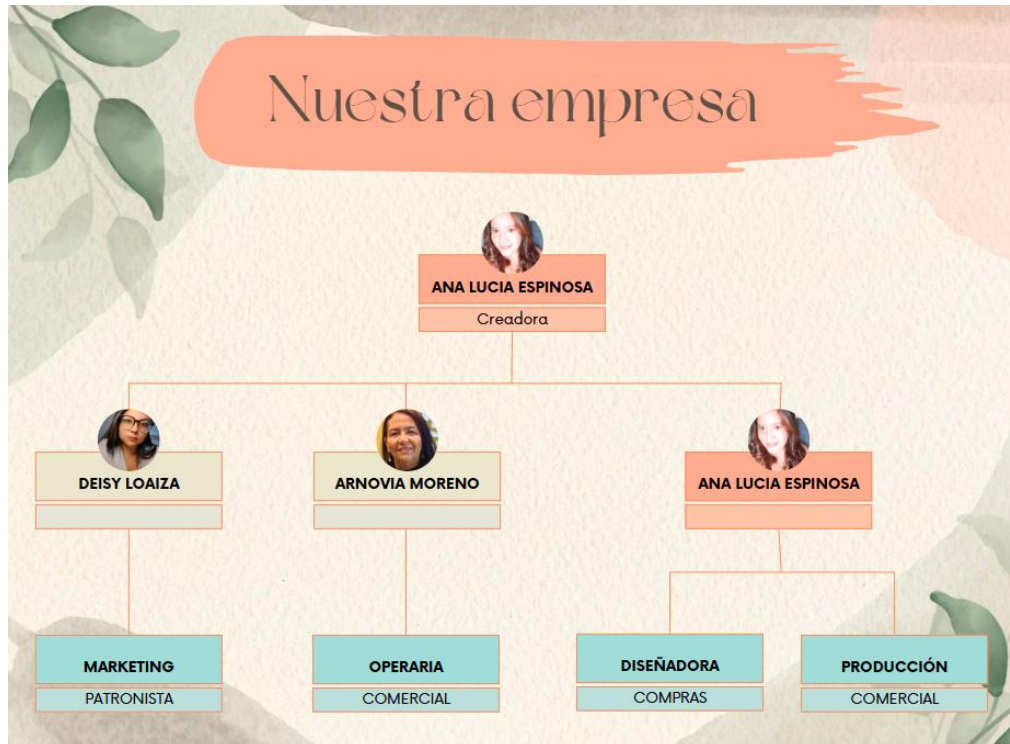 Nuestra empresa
ANA LUCIA ESPINOSA
Creadora
DEISY LOAIZA
ARNOVIA MORENO
ANA LUCIA ESPINOSA
MARKETING
PATRONISTA
OPERARIA
COMERCIAL
DISEÑADORA
COMPRAS
PRODUCCIÓN
COMERCIAL